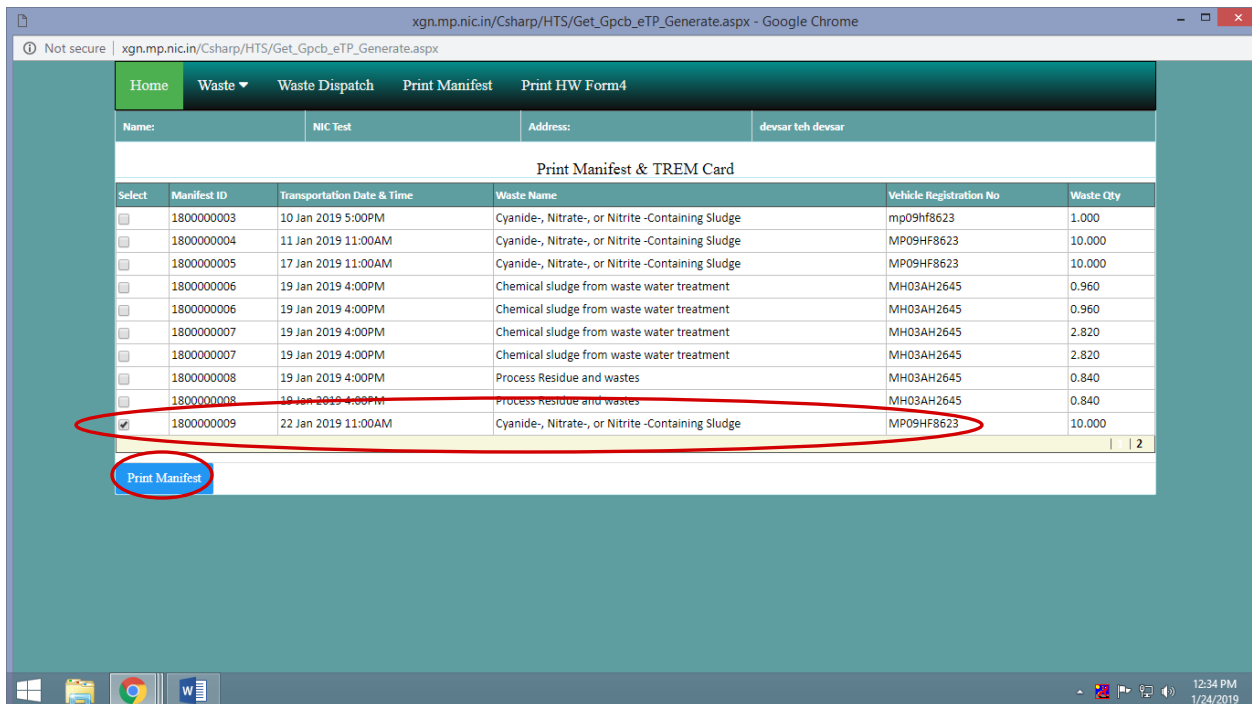 xgn.mp.nic.in/Csharp/HTS/Get_Gpcb_eTP_Generate.aspx - Google Chrome
Not secure | xgn.mp.nic.in/Csharp/HTS/Get_Gpcb_eTP_Generate.aspx
Home Waste Waste Dispatch Print Manifest Print HW Form4
Name: NIC Test Address: devsar teh devsar
Print Manifest & TREM Card
Select Manifest ID Transportation Date & Time Waste Name Vehicle Registration No Waste Qty
1800000003 10 Jan 2019 5:00PM Cyanide-, Nitrate-, or Nitrite -Containing Sludge mp09hf8623 1.000
1800000004 11 Jan 2019 11:00AM Cyanide-, Nitrate-, or Nitrite -Containing Sludge MP09HF8623 10.000
1800000005 17 Jan 2019 11:00AM Cyanide-, Nitrate-, or Nitrite -Containing Sludge MP09HF8623 10.000
1800000006 19 Jan 2019 4:00PM Chemical sludge from waste water treatment MH03AH2645 0.960
1800000006 19 Jan 2019 4:00PM Chemical sludge from waste water treatment MH03AH2645 0.960
1800000007 19 Jan 2019 4:00PM Chemical sludge from waste water treatment MH03AH2645 2.820
1800000007 19 Jan 2019 4:00PM Chemical sludge from waste water treatment MH03AH2645 2.820
1800000008 19 Jan 2019 4:00PM Process Residue and wastes MH03AH2645 0.840
1800000008 19 Jan 2019 4:00PM Process Residue and wastes MH03AH2645 0.840
1800000009 22 Jan 2019 11:00AM Cyanide-, Nitrate-, or Nitrite -Containing Sludge MP09HF8623 10.000
| | 2
Print Manifest
12:34 PM
1/24/2019